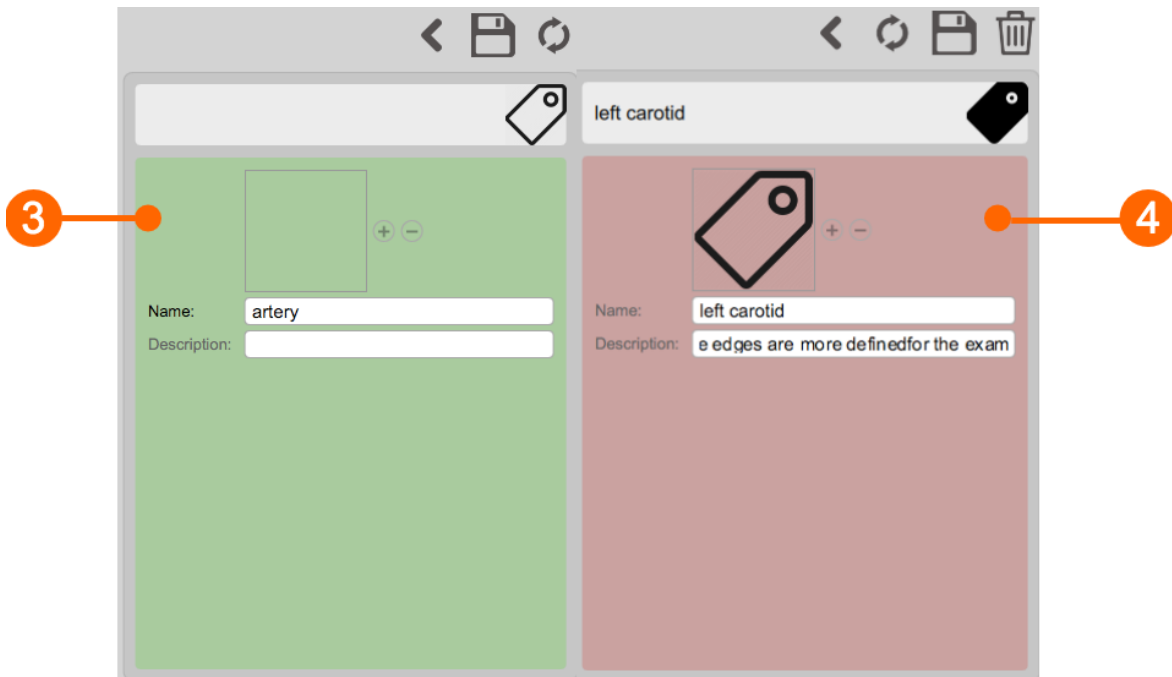 left carotid
3
4
Name: artery
Description:
Name: left carotid
Description: e edges are more definedfor the exam